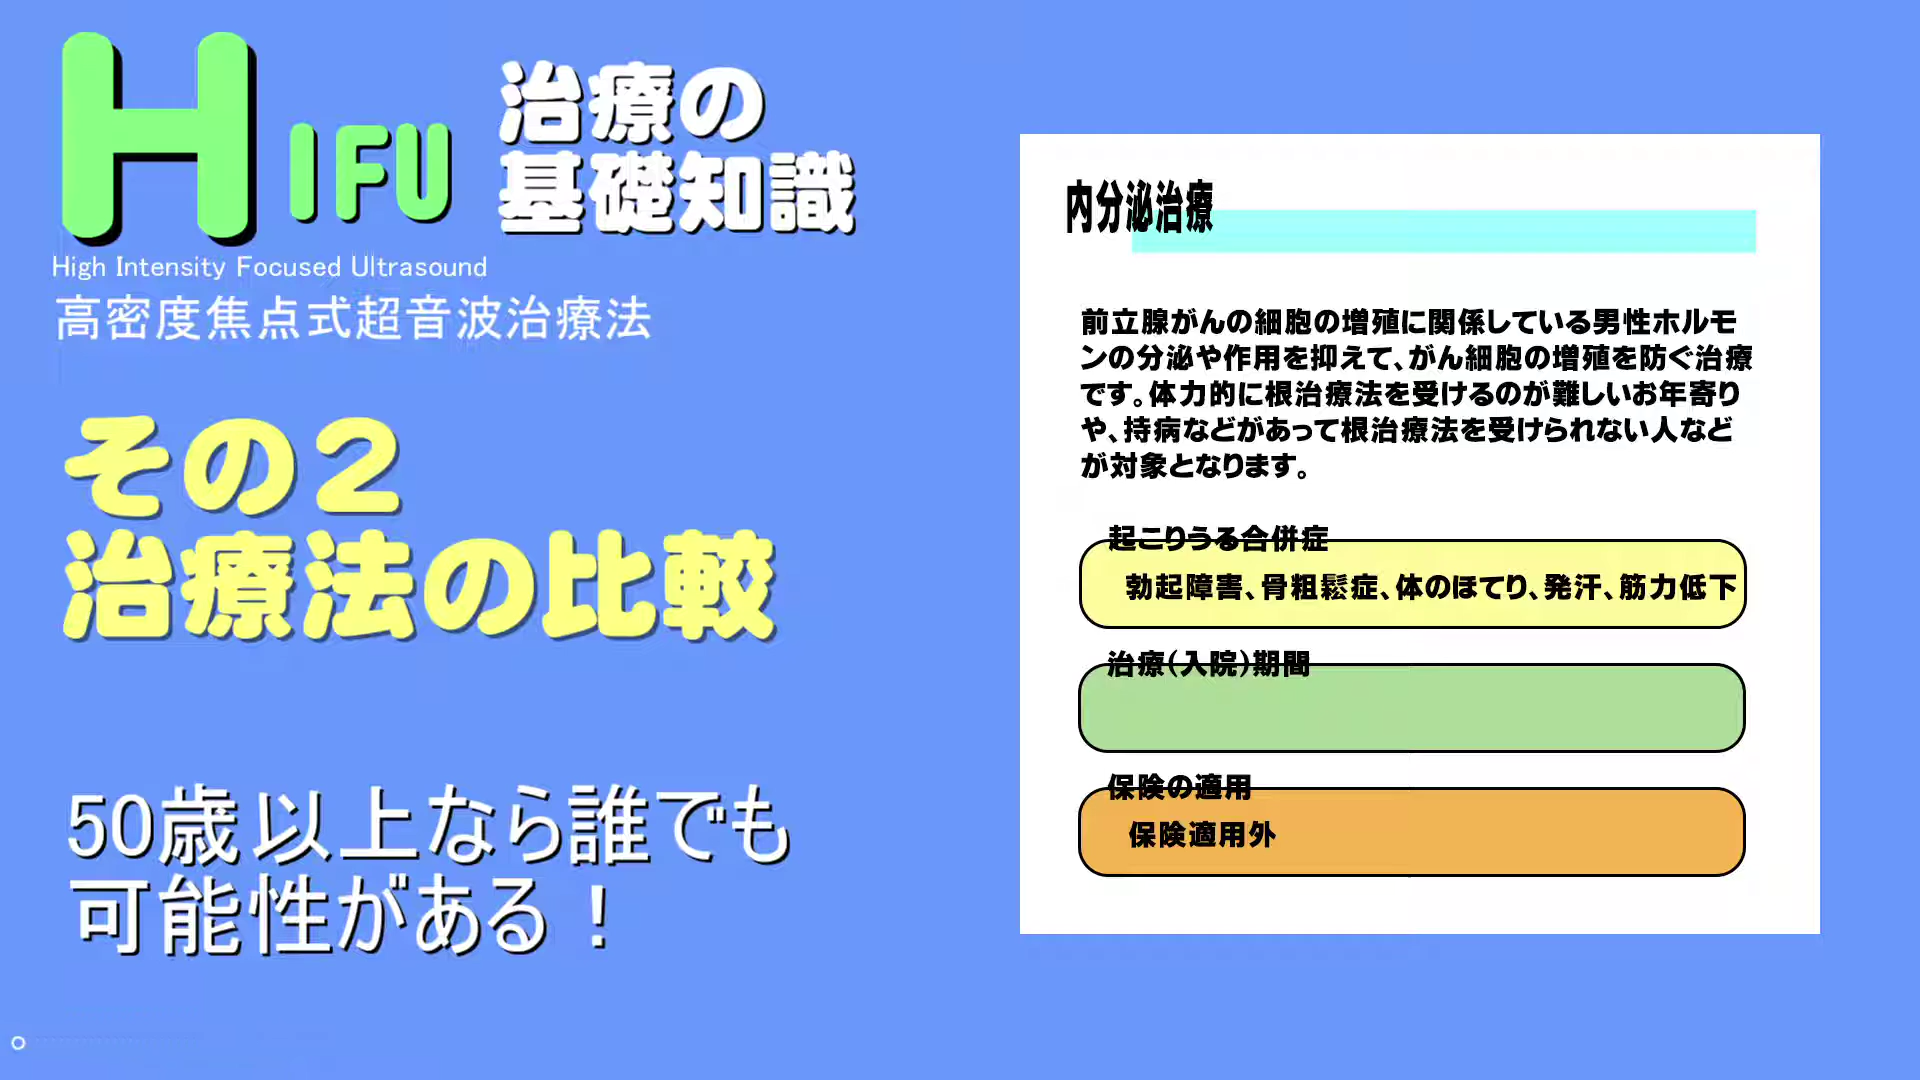 HIFU 治療の
基礎知識
High Intensity Focused Ultrasound
高密度焦点式超音波治療法
その2
治療法の比較
50歳以上なら誰でも
可能性がある！
内分泌治療
前立腺がんの細胞の増殖に関係している男性ホルモ
ンの分泌や作用を抑えて、がん細胞の増殖を防ぐ治療
です。体力的に根治療法を受けるのが難しいお年寄り
や、持病などがあって根治療法を受けられない人など
が対象となります。
起こりうる合併症
勃起障害、骨粗鬆症、体のほてり、発汗、筋力低下
治療(入院)期間
保険の適用
保険適用外